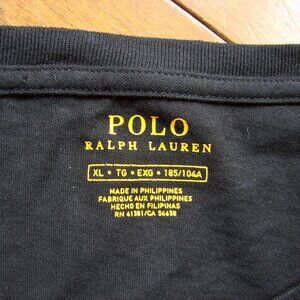 POLO
RALPH LAUREN
XL • TG • EXG • 185/104A
MADE IN PHILIPPINES
FABRIQUE AUX PHILIPPINES
HECHO EN FILIPINAS
RN 41381/CA 56658